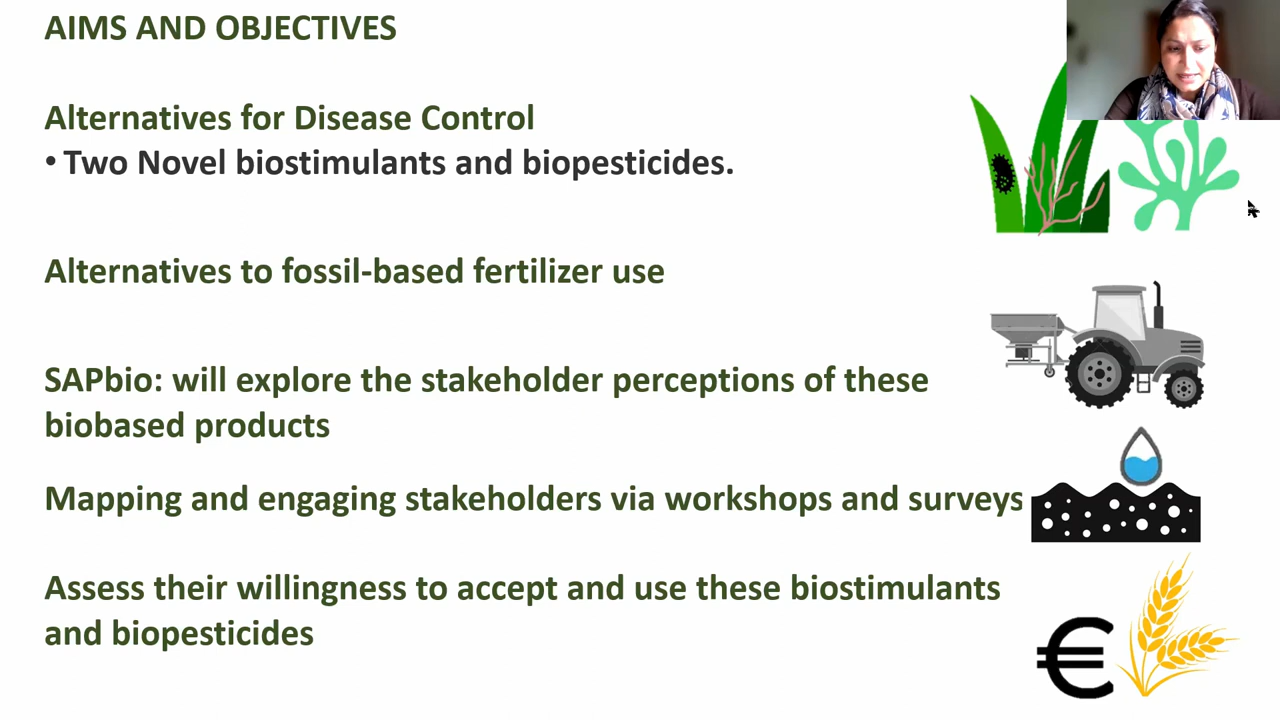 AIMS AND OBJECTIVES
Alternatives for Disease Control
• Two Novel biostimulants and biopesticides.
Alternatives to fossil-based fertilizer use
SAPbio: will explore the stakeholder perceptions of these
biobased products
Mapping and engaging stakeholders via workshops and surveys
Assess their willingness to accept and use these biostimulants
and biopesticides
€